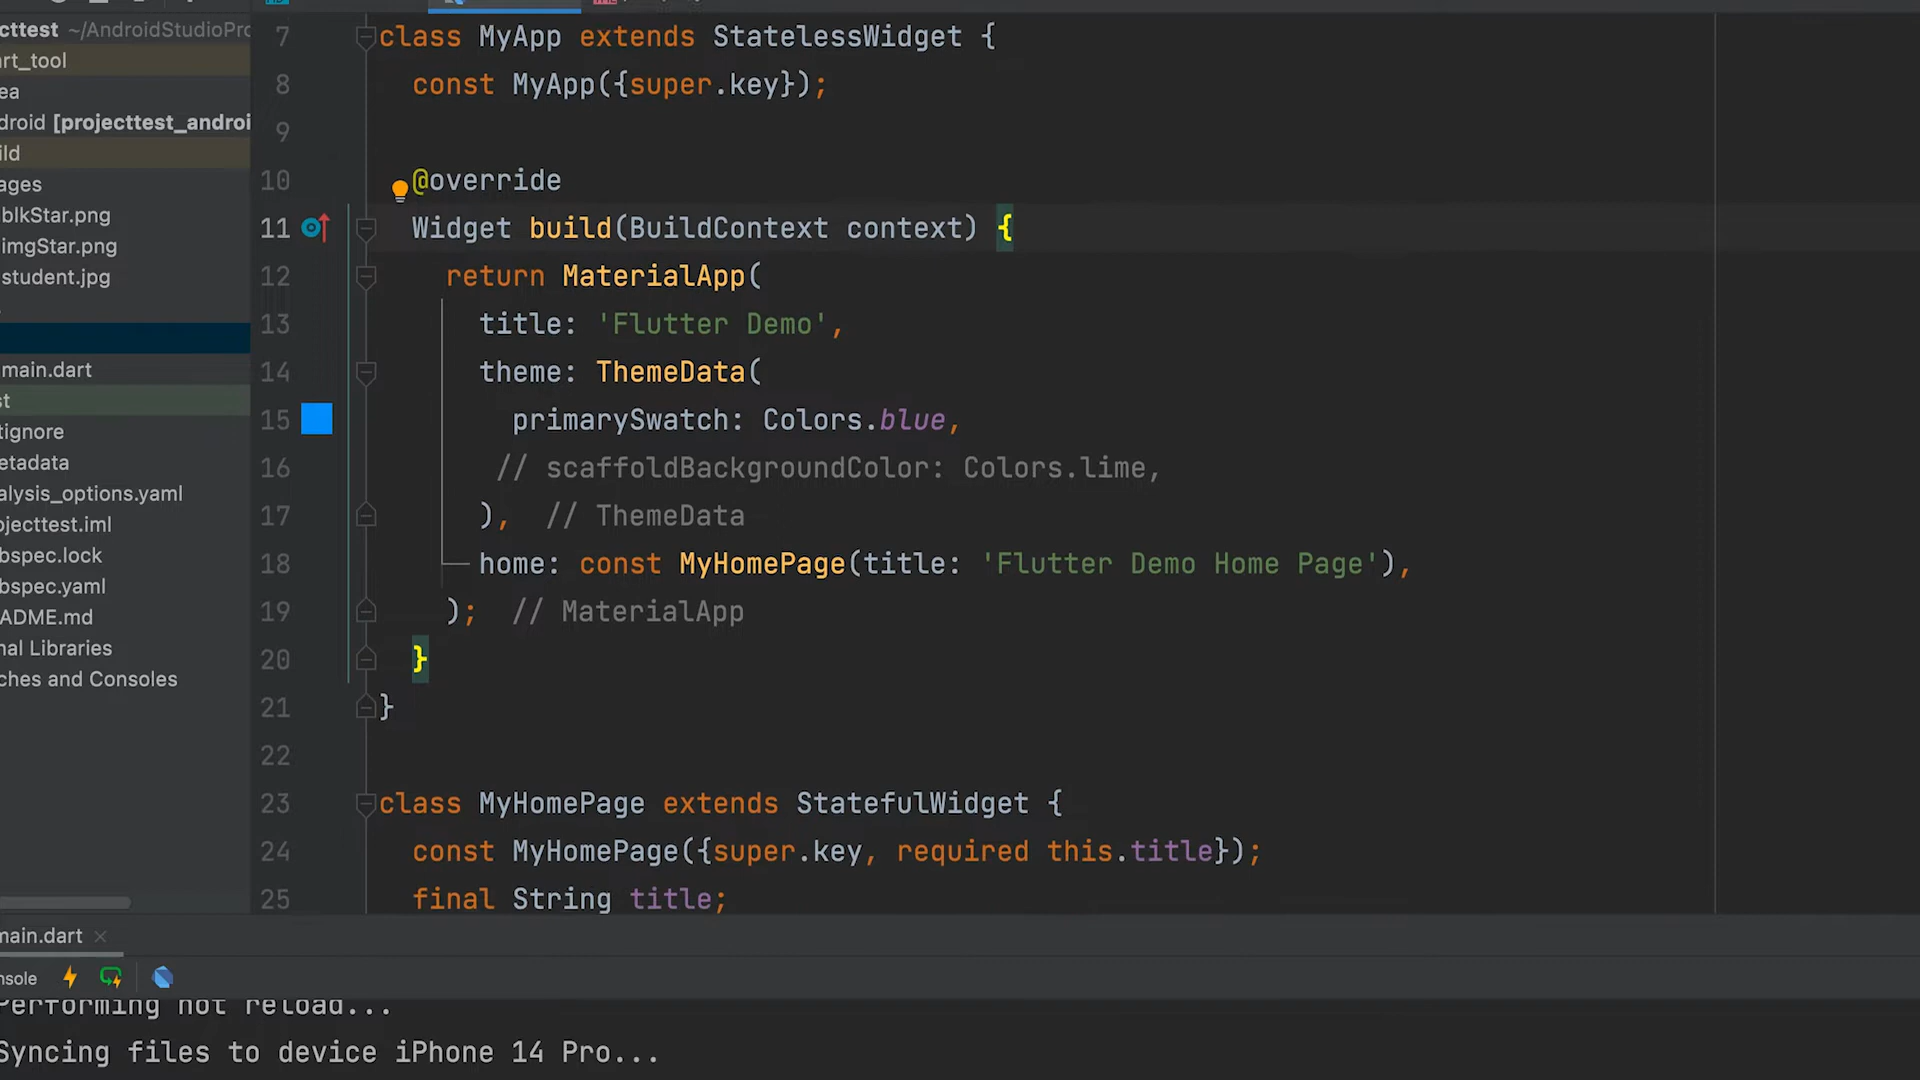 cttest ~/AndroidStudioPro
rt_tool
ea
droid [projecttest_androi
ild
ages
blkStar.png
imgStar.png
student.jpg
main.dart
st
tignore
etadata
alysis_options.yaml
ojecttest.iml
bspec.lock
bspec.yaml
ADME.md
nal Libraries
ches and Consoles
7 class MyApp extends StatelessWidget {
8 const MyApp({super.key});
9
10 @override
11 Widget build(BuildContext context) {
12 return MaterialApp(
13 title: 'Flutter Demo',
14 theme: ThemeData(
15 primarySwatch: Colors.blue,
16 // scaffoldBackgroundColor: Colors.lime,
17 ), // ThemeData
18 home: const MyHomePage(title: 'Flutter Demo Home Page'),
19 ); // MaterialApp
20 }
21 }
22
23 class MyHomePage extends StatefulWidget {
24 const MyHomePage({super.key, required this.title});
25 final String title;
main.dart
nsole
Performing hot reload...
Syncing files to device iPhone 14 Pro...